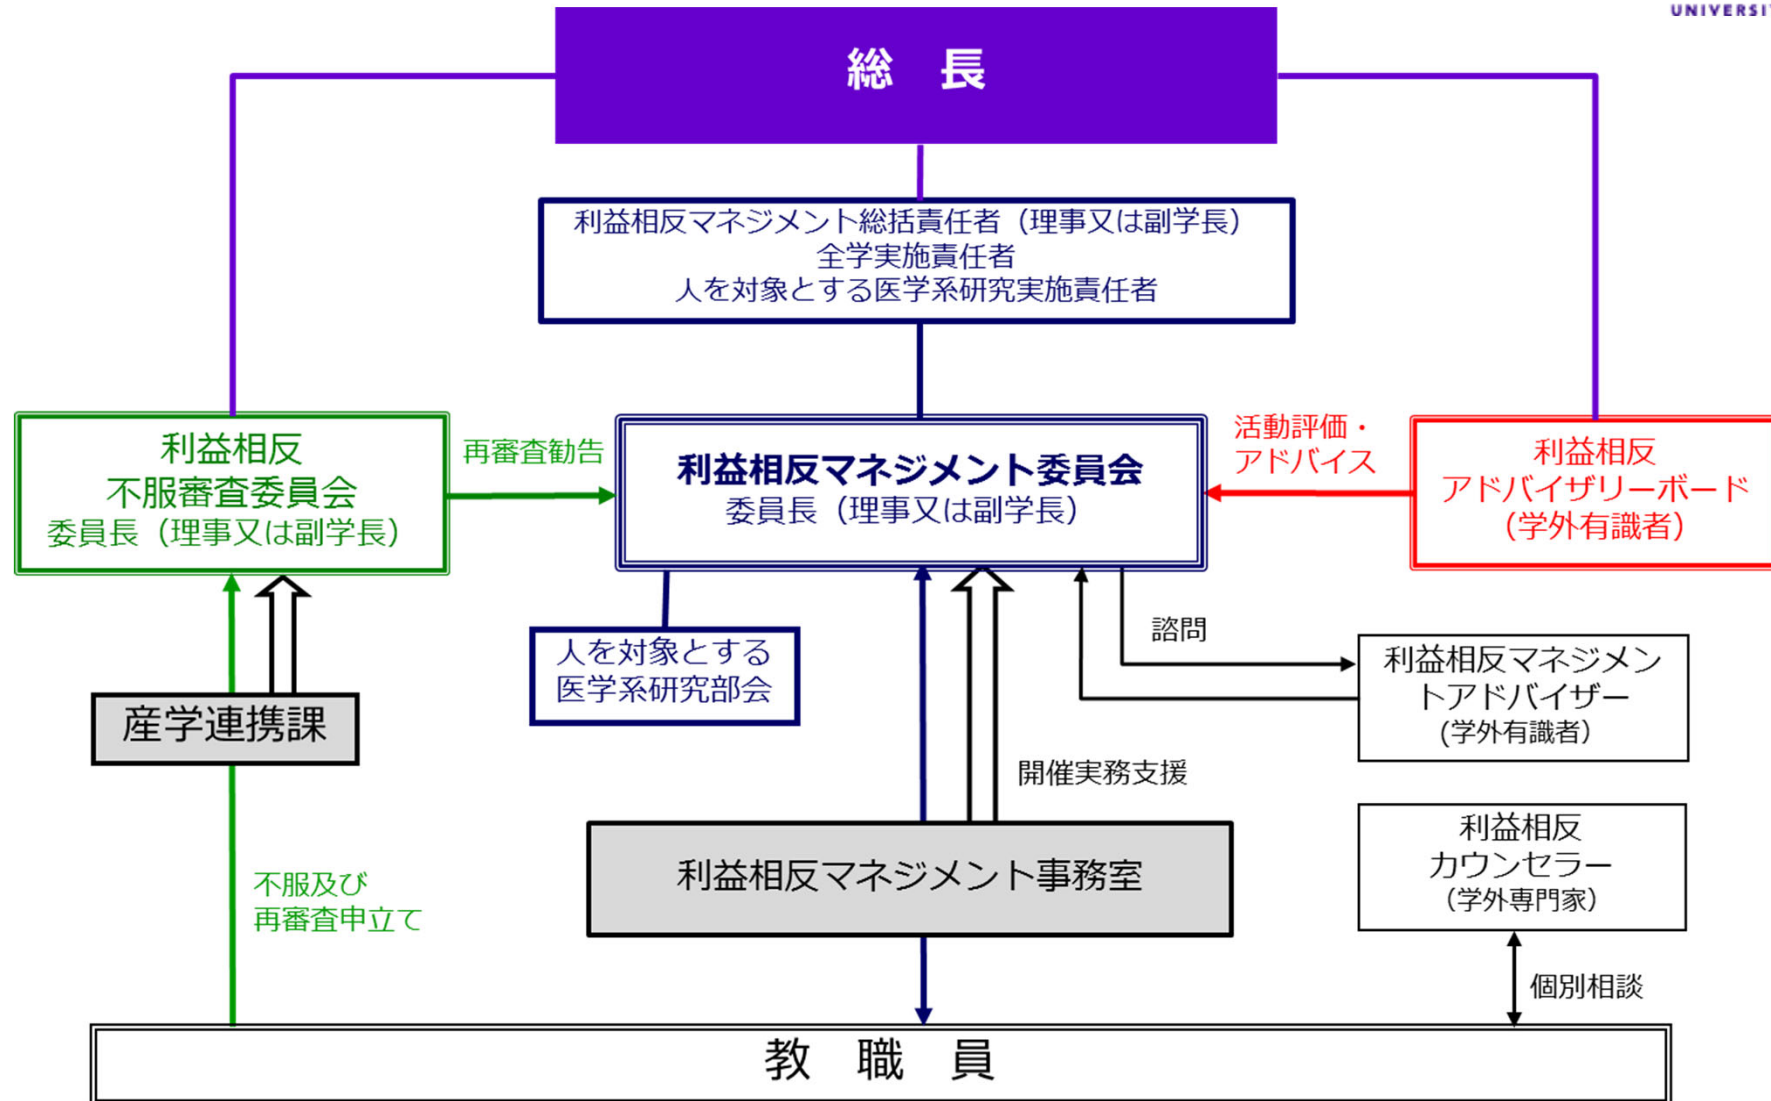 UNIVERSI
総　長
利益相反マネジメント総括責任者（理事又は副学長）
全学実施責任者
人を対象とする医学系研究実施責任者
利益相反
不服審査委員会
委員長（理事又は副学長）
再審査勧告
利益相反マネジメント委員会
委員長（理事又は副学長）
活動評価・
アドバイス
利益相反
アドバイザリーボード
（学外有識者）
人を対象とする
医学系研究部会
諮問
利益相反マネジメン
トアドバイザー
(学外有識者）
産学連携課
開催実務支援
利益相反マネジメント事務室
利益相反
カウンセラー
（学外専門家）
不服及び
再審査申立て
個別相談
教　職　員